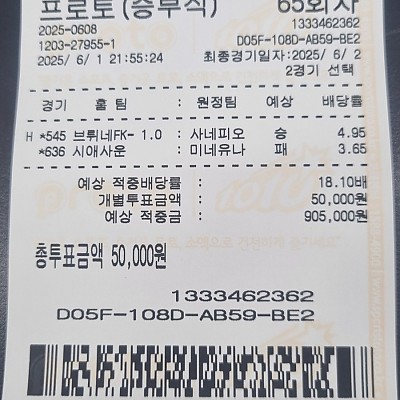 프로토(승부식) 65회차
2025-0608 1333462362
1203-27955-1 D05F-108D-AB59-BE2
2025/ 6/ 1 21:55:24 최종경기일자:2025/ 6/ 2
2경기 선택
경기 홈팀 : 원정팀 예상 배당률
H *545 브뤼네FK- 1.0 : 사네피오 승 4.95
*636 시애사운 : 미네유나 패 3.65
예상 적중배당률 : 18.10배
개별투표금액 : 50,000원
예상 적중금 : 905,000원
총투표금액 50,000원
1333462362
D05F-108D-AB59-BE2